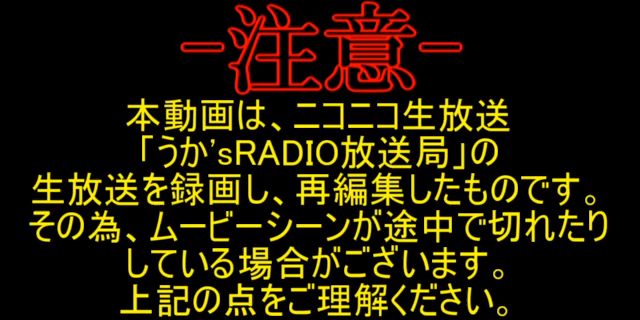 -注意-
本動画は、ニコニコ生放送
「うか'sRADIO放送局」の
生放送を録画し、再編集したものです。
その為、ムービーシーンが途中で切れたり
している場合がございます。
上記の点をご理解ください。